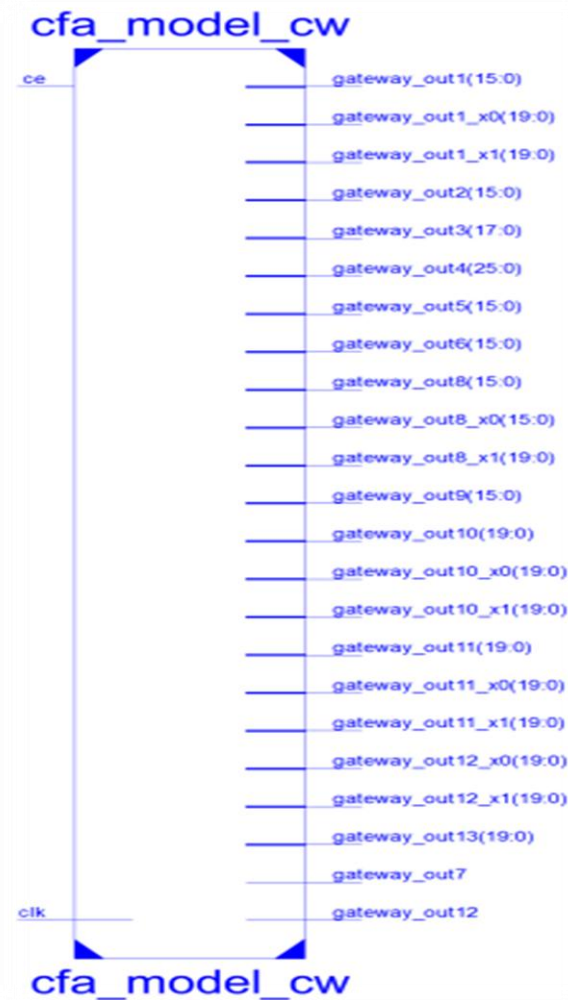 cfa_model_cw
ce
gateway_out1(15:0)
gateway_out1_x0(19:0)
gateway_out1_x1(19:0)
gateway_out2(15:0)
gateway_out3(17:0)
gateway_out4(25:0)
gateway_out5(15:0)
gateway_out6(15:0)
gateway_out8(15:0)
gateway_out8_x0(15:0)
gateway_out8_x1(19:0)
gateway_out9(15:0)
gateway_out10(19:0)
gateway_out10_x0(19:0)
gateway_out10_x1(19:0)
gateway_out11(19:0)
gateway_out11_x0(19:0)
gateway_out11_x1(19:0)
gateway_out12_x0(19:0)
gateway_out12_x1(19:0)
gateway_out13(19:0)
gateway_out7
clk
gateway_out12
cfa_model_cw